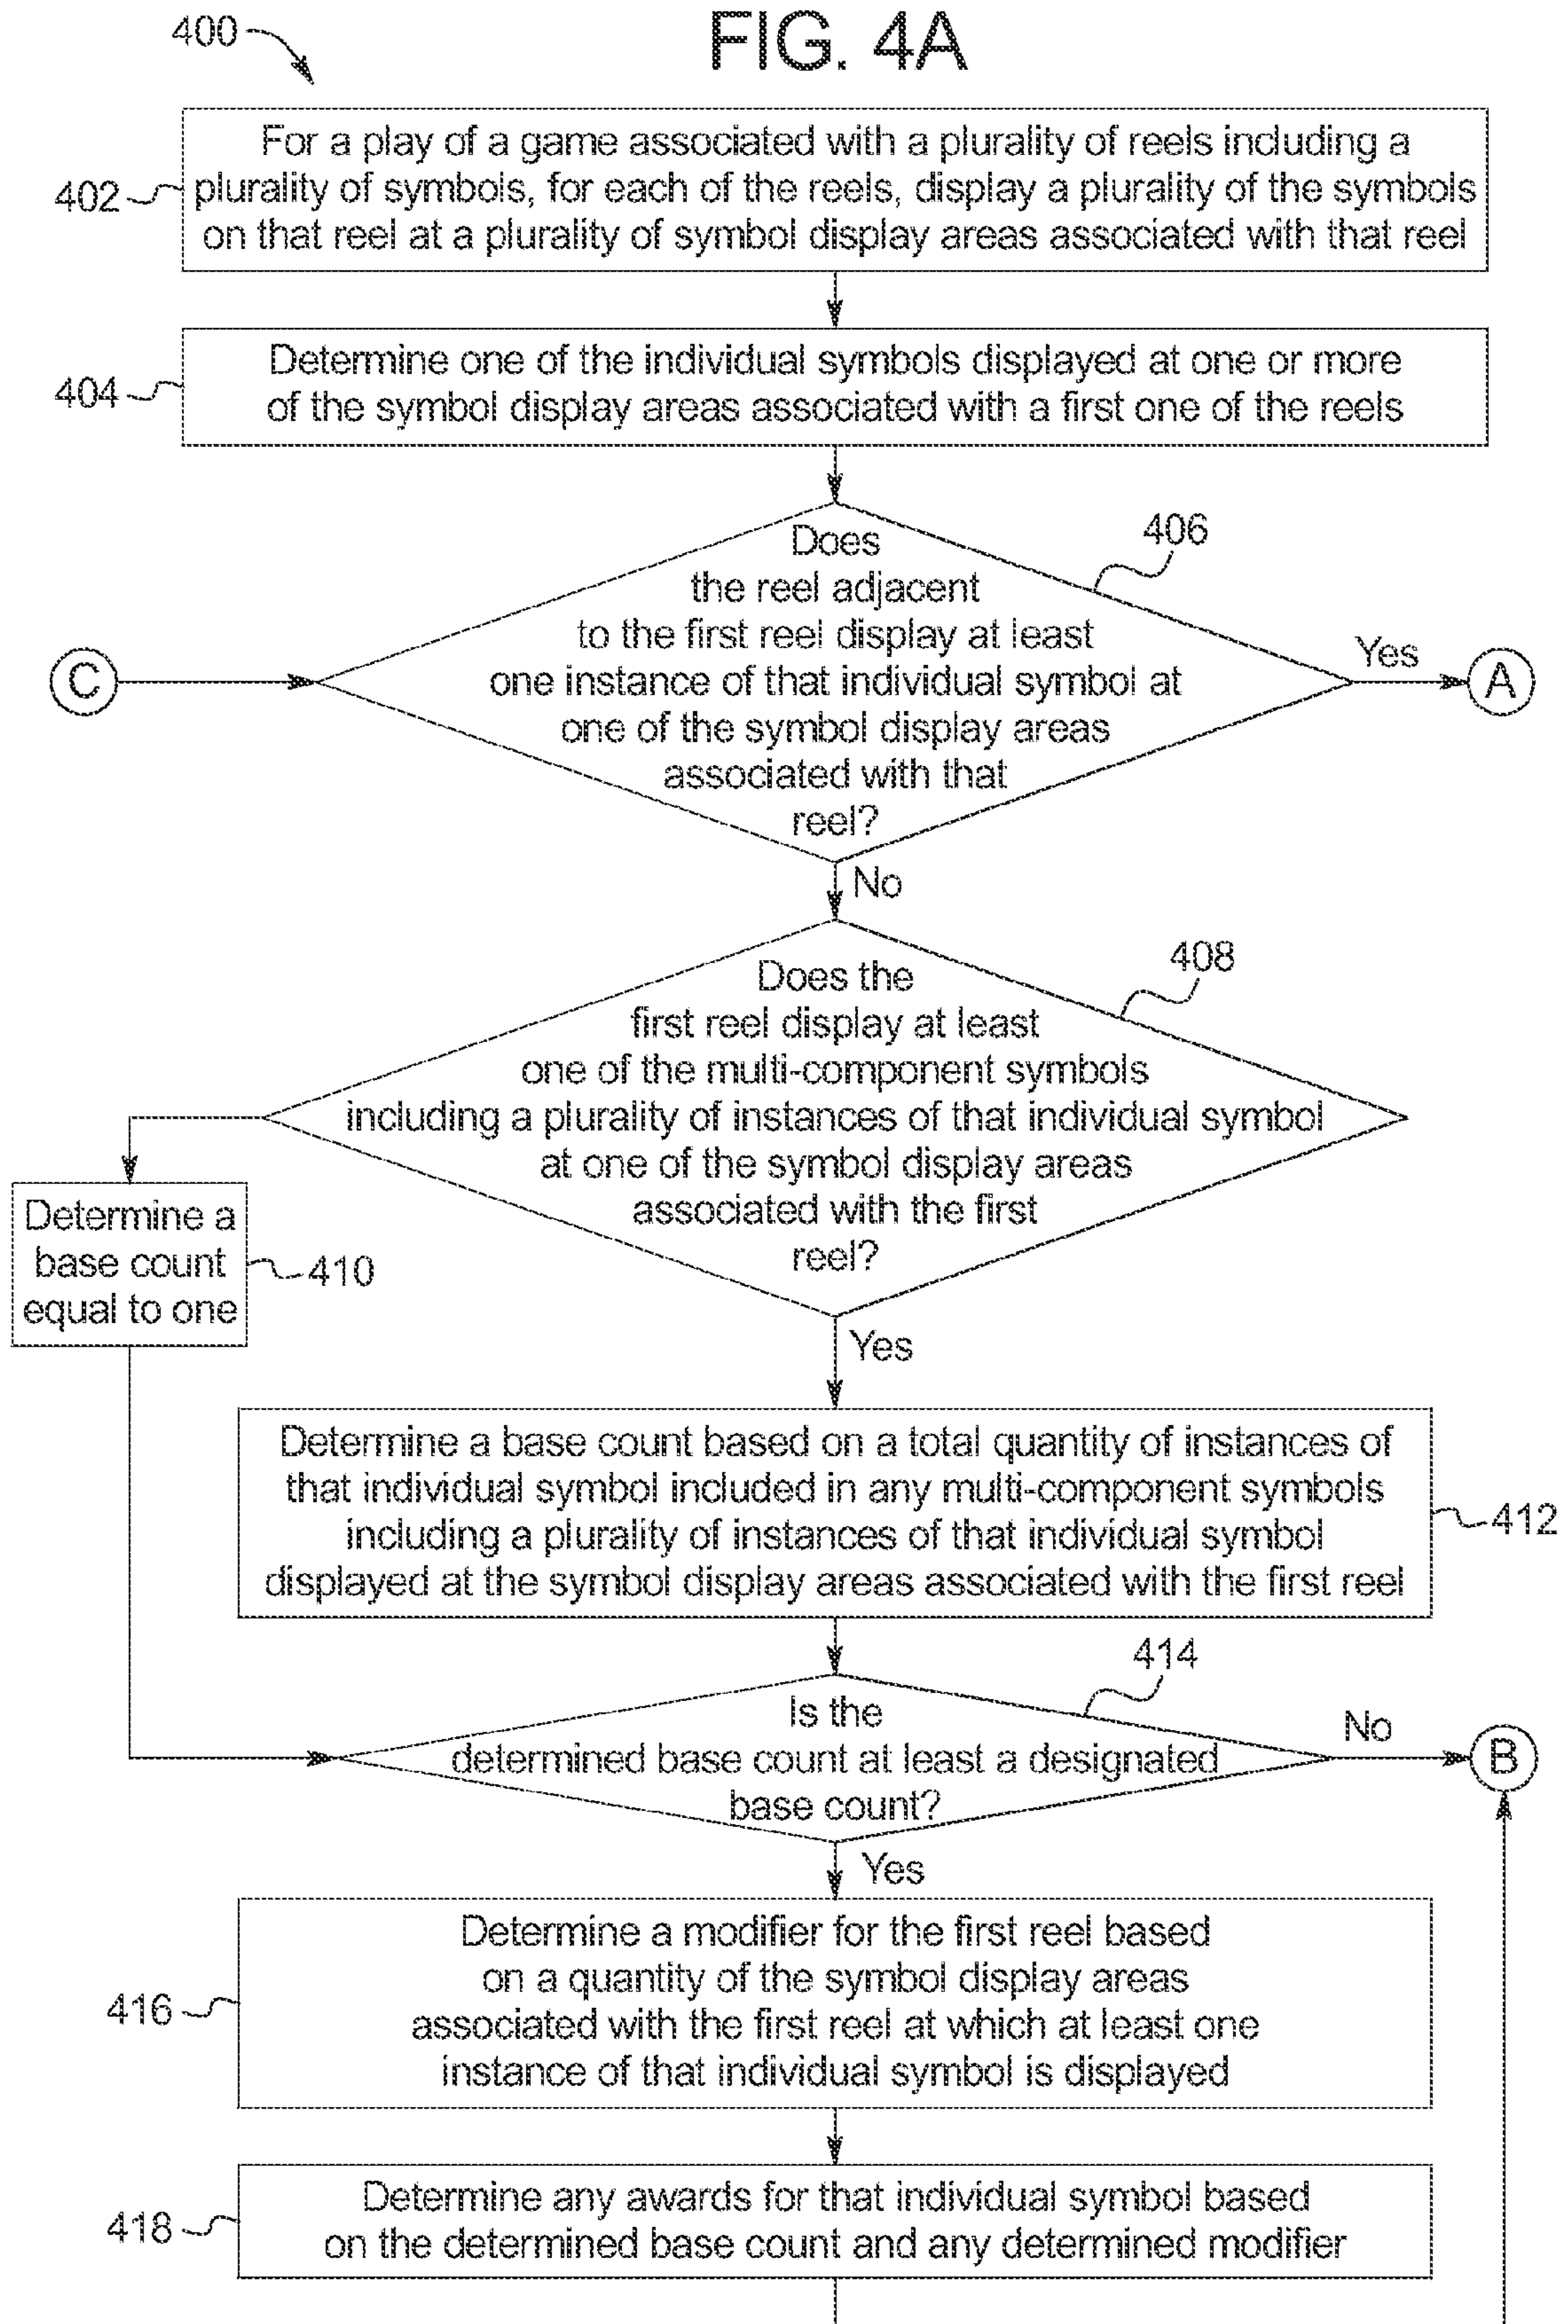 FIG. 4A
400
402
For a play of a game associated with a plurality of reels including a
plurality of symbols, for each of the reels, display a plurality of the symbols
on that reel at a plurality of symbol display areas associated with that reel
404
Determine one of the individual symbols displayed at one or more
of the symbol display areas associated with a first one of the reels
406
Does
the reel adjacent
to the first reel display at least
one instance of that individual symbol at
one of the symbol display areas
associated with that
reel?
C
Yes
A
No
408
Does the
first reel display at least
one of the multi-component symbols
including a plurality of instances of that individual symbol
at one of the symbol display areas
associated with the first
reel?
Determine a
base count
equal to one
410
Yes
Determine a base count based on a total quantity of instances of
that individual symbol included in any multi-component symbols
including a plurality of instances of that individual symbol
displayed at the symbol display areas associated with the first reel
412
414
Is the
determined base count at least a designated
base count?
No
B
Yes
416
Determine a modifier for the first reel based
on a quantity of the symbol display areas
associated with the first reel at which at least one
instance of that individual symbol is displayed
418
Determine any awards for that individual symbol based
on the determined base count and any determined modifier